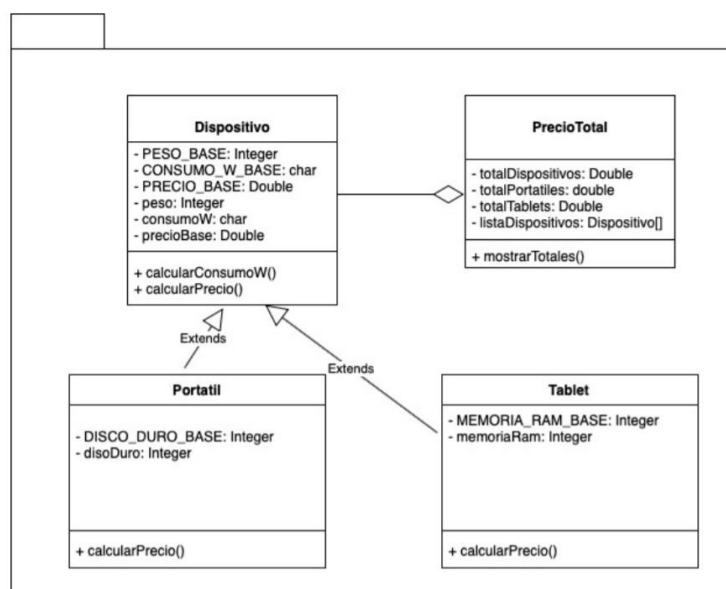 Dispositivo
- PESO_BASE: Integer
- CONSUMO_W_BASE: char
- PRECIO_BASE: Double
- peso: Integer
- consumoW: char
- precioBase: Double
+ calcularConsumoW()
+ calcularPrecio()
PrecioTotal
- totalDispositivos: Double
- totalPortatiles: double
- totalTablets: Double
- listaDispositivos: Dispositivo[]
+ mostrarTotales()
Extends
Extends
Portatil
- DISCO_DURO_BASE: Integer
- disoDuro: Integer
+ calcularPrecio()
Tablet
- MEMORIA_RAM_BASE: Integer
- memoriaRam: Integer
+ calcularPrecio()